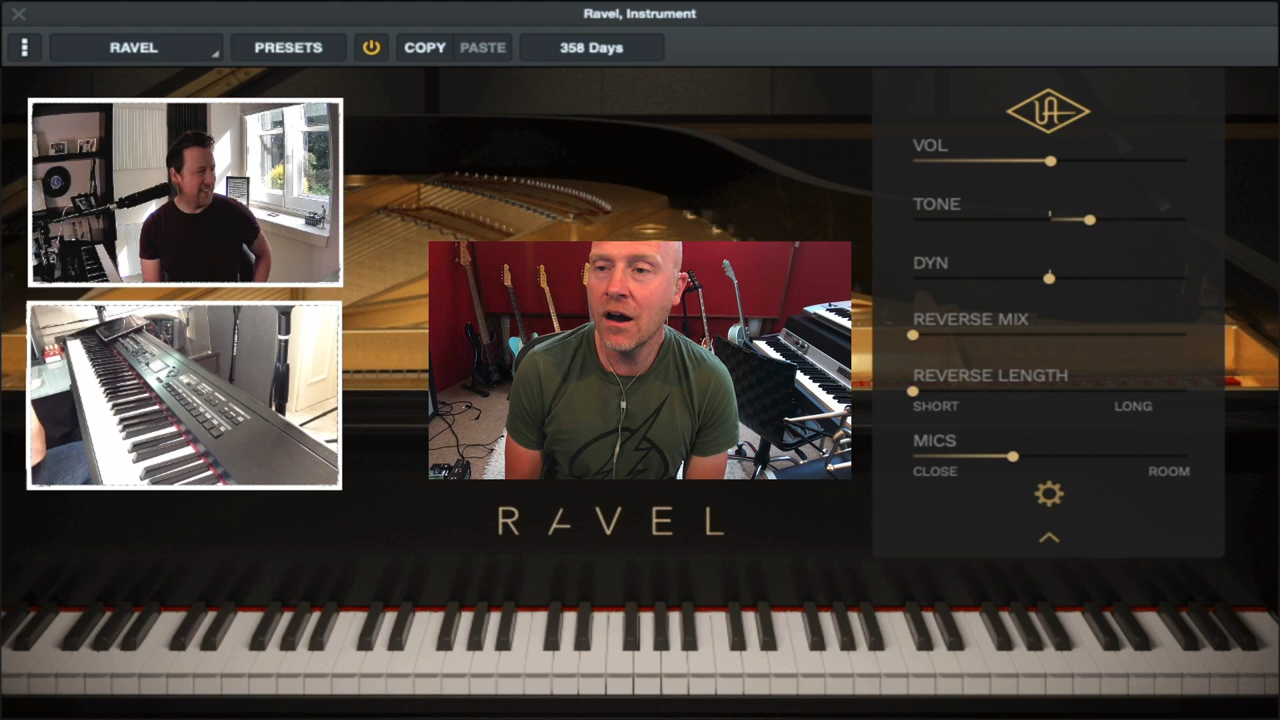 Ravel, Instrument
RAVEL
PRESETS
COPY
PASTE
358 Days
UA
VOL
TONE
DYN
REVERSE MIX
REVERSE LENGTH
SHORT
LONG
MICS
CLOSE
ROOM
RAVEL